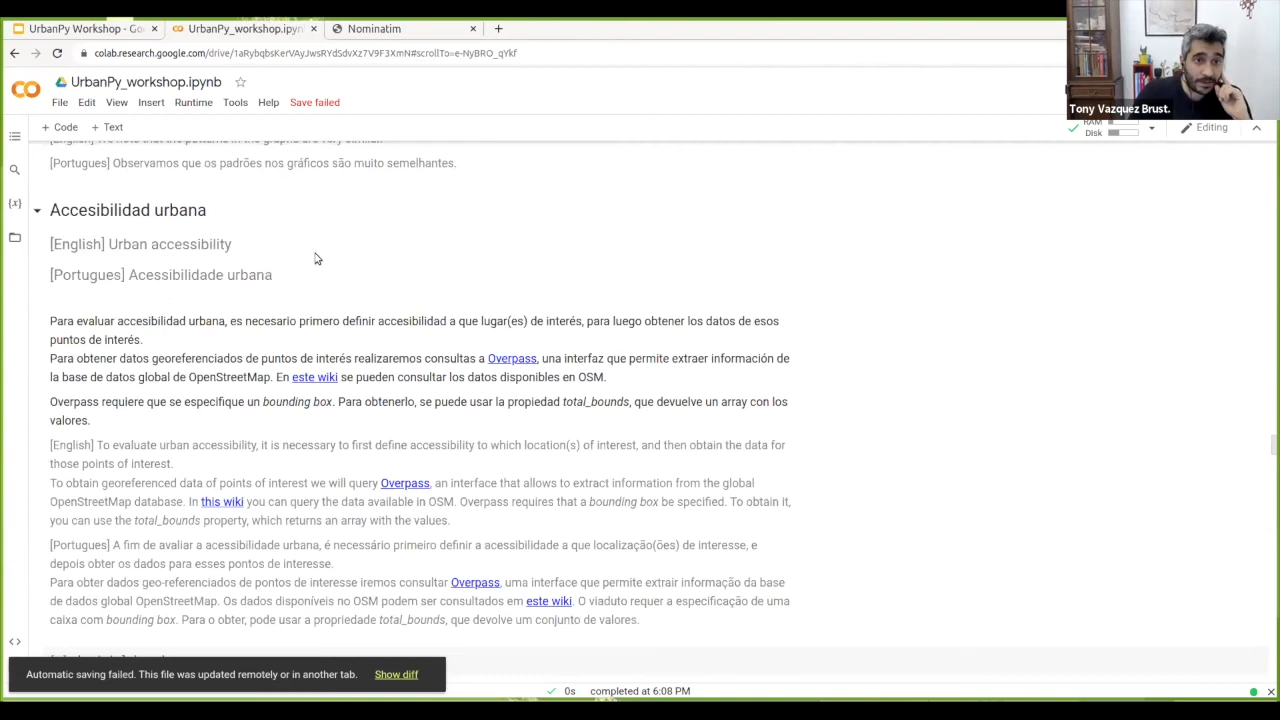 UrbanPy Workshop - Go
UrbanPy_workshop.ipyn
Nominatim
colab.research.google.com/drive/1aRybqbsKerVAyJwsRYdSdvXz7V9F3XmN#scrollTo=e-NyBRO_qYkf
UrbanPy_workshop.ipynb
File Edit View Insert Runtime Tools Help Save failed
+ Code + Text
RAM
Disk
Editing
Tony Vazquez Brust.
[Portugues] Observamos que os padrões nos gráficos são muito semelhantes.
Accesibilidad urbana
[English] Urban accessibility
[Portugues] Acessibilidade urbana
Para evaluar accesibilidad urbana, es necesario primero definir accesibilidad a que lugar(es) de interés, para luego obtener los datos de esos
puntos de interés.
Para obtener datos georeferenciados de puntos de interés realizaremos consultas a Overpass, una interfaz que permite extraer información de
la base de datos global de OpenStreetMap. En este wiki se pueden consultar los datos disponibles en OSM.
Overpass requiere que se especifique un bounding box. Para obtenerlo, se puede usar la propiedad total_bounds, que devuelve un array con los
valores.
[English] To evaluate urban accessibility, it is necessary to first define accessibility to which location(s) of interest, and then obtain the data for
those points of interest.
To obtain georeferenced data of points of interest we will query Overpass, an interface that allows to extract information from the global
OpenStreetMap database. In this wiki you can query the data available in OSM. Overpass requires that a bounding box be specified. To obtain it,
you can use the total_bounds property, which returns an array with the values.
[Portugues] A fim de avaliar a acessibilidade urbana, é necessário primeiro definir a acessibilidade a que localização(ões) de interesse, e
depois obter os dados para esses pontos de interesse.
Para obter dados geo-referenciados de pontos de interesse iremos consultar Overpass, uma interface que permite extrair informação da base
de dados global OpenStreetMap. Os dados disponíveis no OSM podem ser consultados em este wiki. O viaduto requer a especificação de uma
caixa com bounding box. Para o obter, pode usar a propriedade total_bounds, que devolve um conjunto de valores.
Automatic saving failed. This file was updated remotely or in another tab. Show diff
0s completed at 6:08 PM